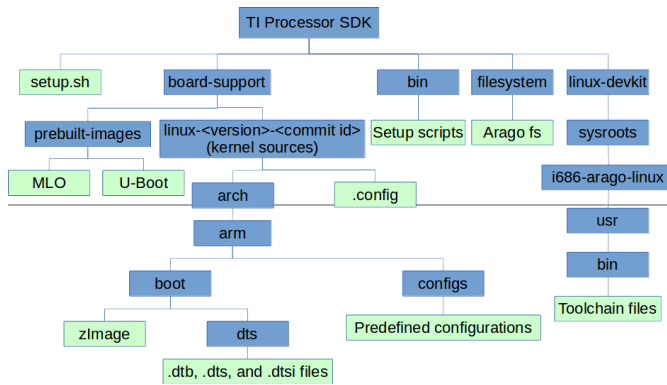 TI Processor SDK
setup.sh
board-support
bin
filesystem
linux-devkit
prebuilt-images
linux-<version>-<commit id>
(kernel sources)
Setup scripts
Arago fs
sysroots
MLO
U-Boot
arch
.config
i686-arago-linux
arm
usr
boot
configs
bin
zImage
dts
Predefined configurations
Toolchain files
.dtb, .dts, and .dtsi files